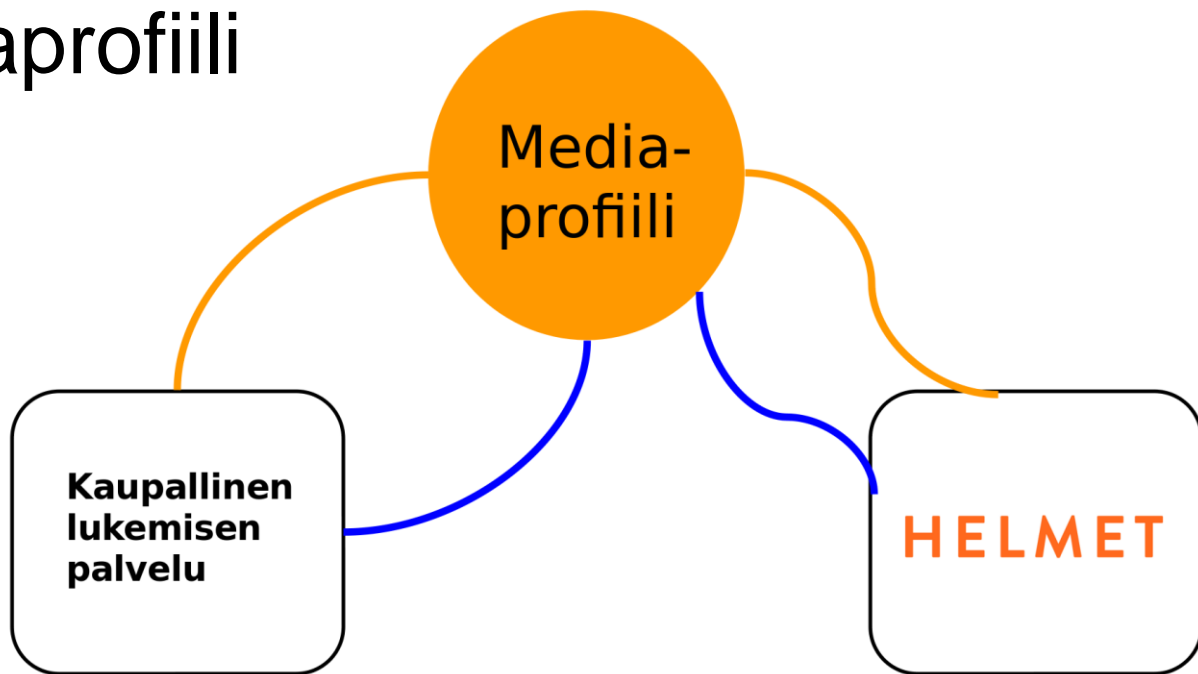 aprofiili
Media-
profiili
Kaupallinen
lukemisen
palvelu
HELMET